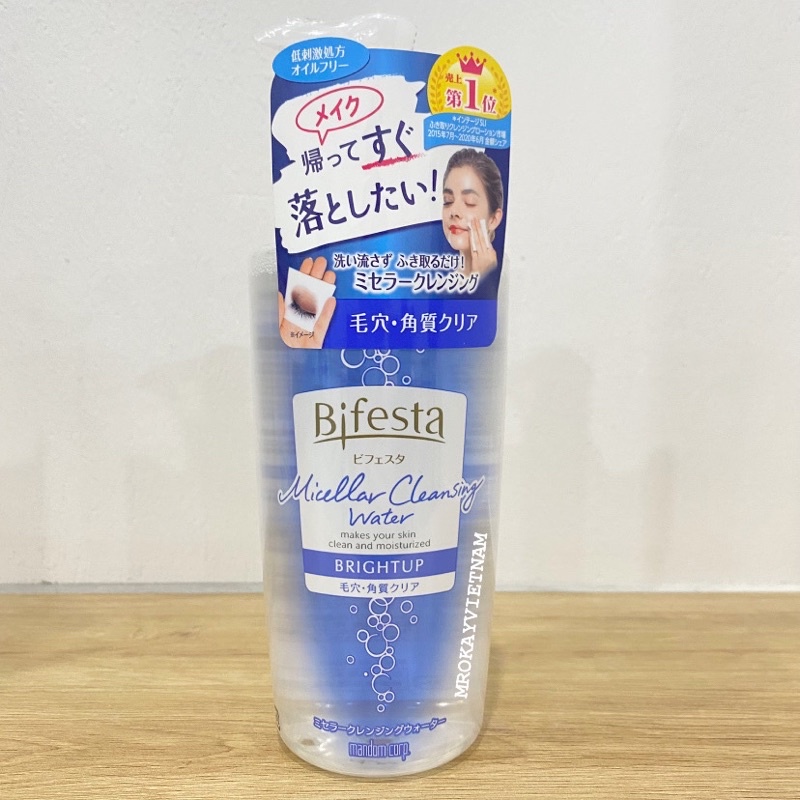 低刺激処方
オイルフリー
売上
第1位
*インテージSLI
ふき取りクレンジングローション市場
2015年7月~2020年6月 金額シェア
メイク
帰ってすぐ
落としたい!
洗い流さず ふき取るだけ!
ミセラークレンジング
※イメージ
毛穴・角質クリア
Bifesta
ビフェスタ
Micellar Cleansing
Water
makes your skin
clean and moisturized
BRIGHTUP
毛穴・角質クリア
MROKAYVIETNAM
ミセラークレンジングウォーター
mandom corp.